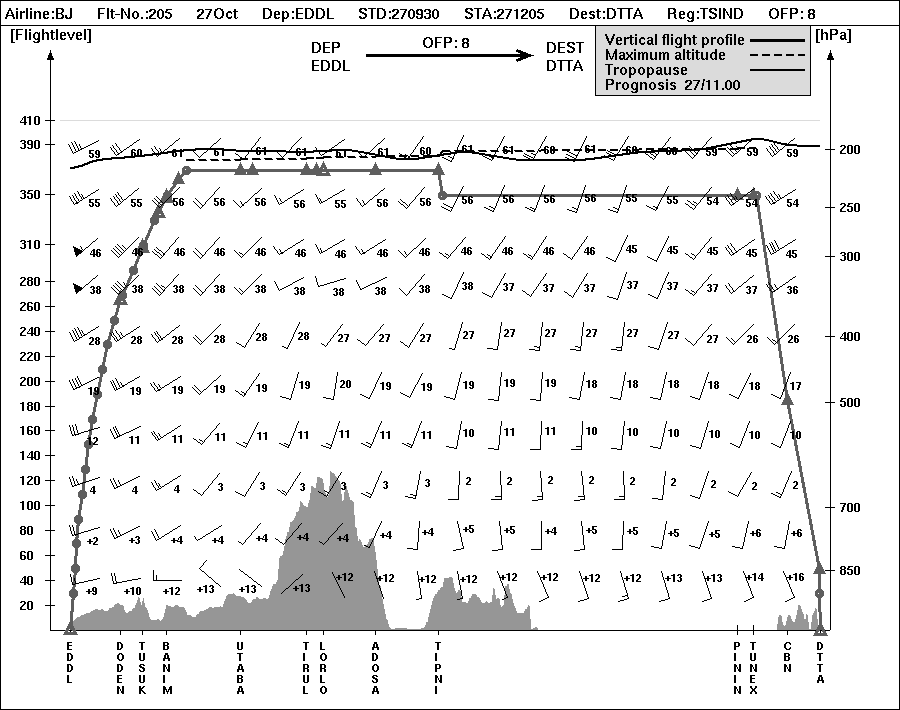 Airline:BJ Flt-No.:205 27Oct Dep:EDDL STD:270930 STA:271205 Dest:DTTA Reg:TSIND OFP: 8
[Flightlevel] DEP OFP: 8 DEST [hPa]
EDDL DTTA
Vertical flight profile
Maximum altitude
Tropopause
Prognosis 27/11.00
410
390 59 60 61 61 61 61 61 61 60 61 61 60 61 60 60 59 59 59 200
370
350 55 55 56 56 56 56 55 56 56 56 56 56 56 55 55 54 54 54 250
310 46 46 46 46 46 46 46 46 46 46 46 46 46 45 45 45 45 45 300
280 38 38 38 38 38 38 38 38 38 38 37 37 37 37 37 37 37 36
260
240 28 28 28 28 28 28 27 27 27 27 27 27 27 27 27 27 26 26 400
220
200 19 19 19 19 19 19 20 19 19 19 19 19 18 18 18 18 18 17
180 500
160 12 11 11 11 11 11 11 11 11 10 11 11 10 10 10 10 10 10
140
120 4 4 4 3 3 3 3 3 3 2 2 2 2 2 2 2 2 2
100 700
80 +2 +3 +4 +4 +4 +4 +4 +4 +4 +5 +5 +4 +5 +5 +5 +5 +6 +6
60 850
40 +9 +10 +12 +13 +13 +13 +12 +12 +12 +12 +12 +12 +12 +12 +13 +13 +14 +16
20
EDDL
DODEN
TUSUK
BANIM
UTABA
TIRUL
LORLO
ADOSA
TIPNI
PININ
TUNEX
CBN
DTTA